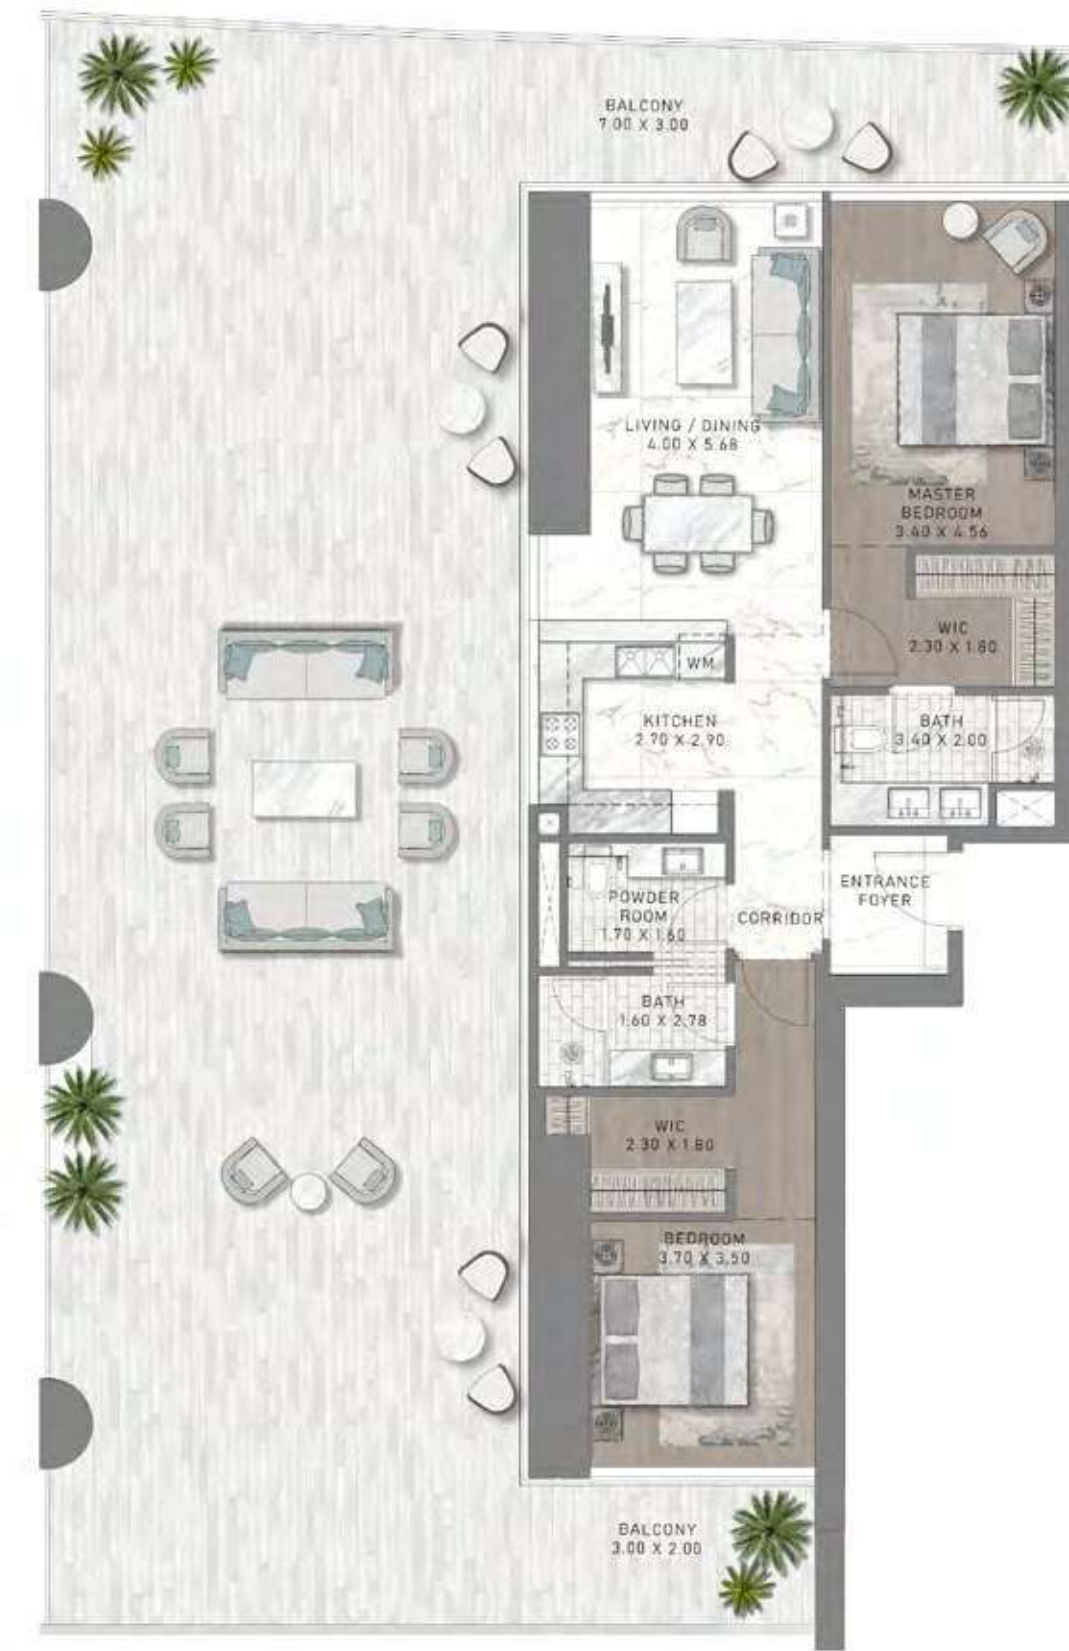 BALCONY
7.00 X 3.00
LIVING / DINING
4.00 X 5.68
MASTER
BEDROOM
3.40 X 4.56
WIC
2.30 X 1.80
WM
KITCHEN
2.70 X 2.90
BATH
3.40 X 2.00
POWDER
ROOM
1.70 X 1.60
ENTRANCE
FOYER
CORRIDOR
BATH
1.60 X 2.78
WIC
2.30 X 1.80
BEDROOM
3.70 X 3.50
BALCONY
3.00 X 2.00